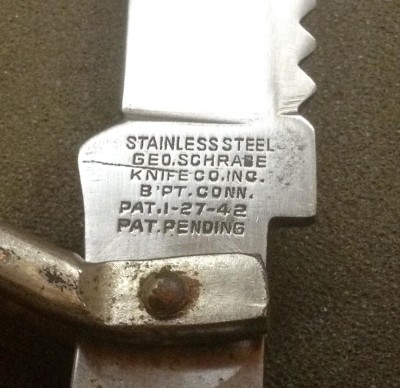 STAINLESS STEEL
GEO. SCHRADE
KNIFE CO. INC.
B'PT. CONN.
PAT. 1-27-42
PAT. PENDING